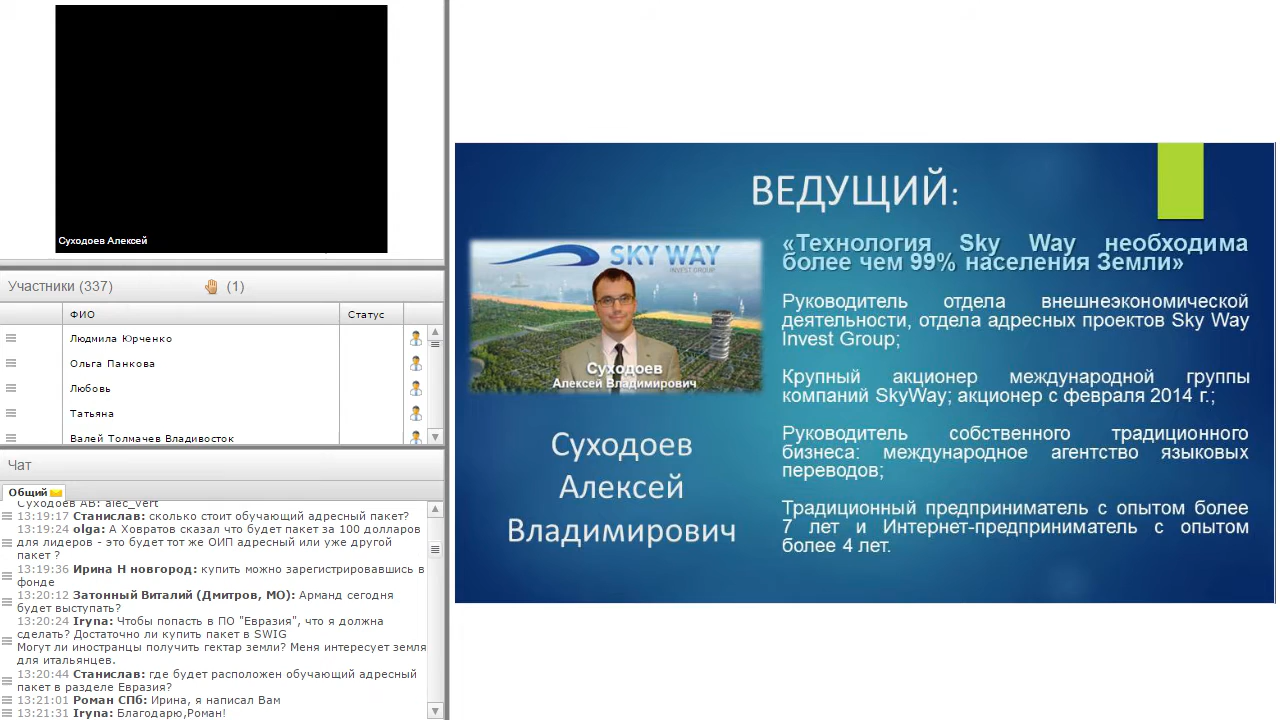 Суходоев Алексей
Участники (337)
(1)
ФИО
Статус
Людмила Юрченко
Ольга Панкова
Любовь
Татьяна
Валей Толмачев Владивосток
Чат
Общий
Суходоев АВ: alec_vert
13:19:17 Станислав: сколько стоит обучающий адресный пакет?
13:19:24 olga: А Ховратов сказал что будет пакет за 100 долларов
для лидеров - это будет тот же ОИП адресный или уже другой
пакет ?
13:19:36 Ирина Н новгород: купить можно зарегистрировавшись в
фонде
13:20:12 Затонный Виталий (Дмитров, МО): Арманд сегодня
будет выступать?
13:20:24 Iryna: Чтобы попасть в ПО "Евразия", что я должна
сделать? Достаточно ли купить пакет в SWIG
Могут ли иностранцы получить гектар земли? Меня интересует земля
для итальянцев.
13:20:44 Станислав: где будет расположен обучающий адресный
пакет в разделе Евразия?
13:21:01 Роман СПб: Ирина, я написал Вам
13:21:31 Iryna: Благодарю,Роман!
ВЕДУЩИЙ:
SKY WAY
INVEST GROUP
Суходоев
Алексей Владимирович
Суходоев
Алексей
Владимирович
«Технология Sky Way необходима
более чем 99% населения Земли»
Руководитель отдела внешнеэкономической
деятельности, отдела адресных проектов Sky Way
Invest Group;
Крупный акционер международной группы
компаний SkyWay; акционер с февраля 2014 г.;
Руководитель собственного традиционного
бизнеса: международное агентство языковых
переводов;
Традиционный предприниматель с опытом более
7 лет и Интернет-предприниматель с опытом
более 4 лет.